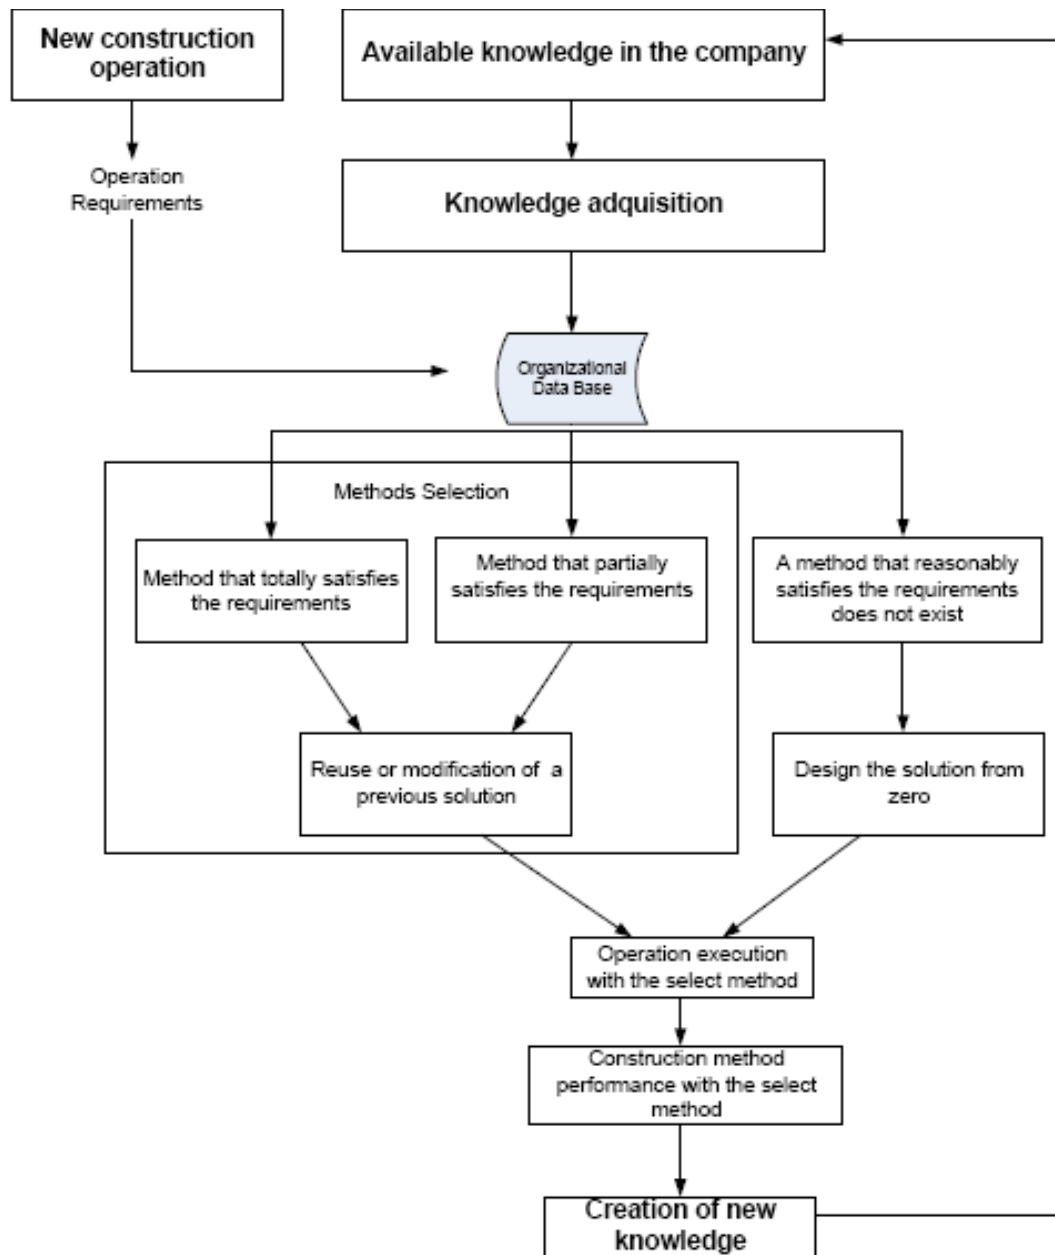 New construction
operation
Available knowledge in the company
Operation
Requirements
Knowledge adquisition
Organizational
Data Base
Methods Selection
Method that totally satisfies
the requirements
Method that partially
satisfies the requirements
A method that reasonably
satisfies the requirements
does not exist
Reuse or modification of a
previous solution
Design the solution from
zero
Operation execution
with the select method
Construction method
performance with the select
method
Creation of new
knowledge